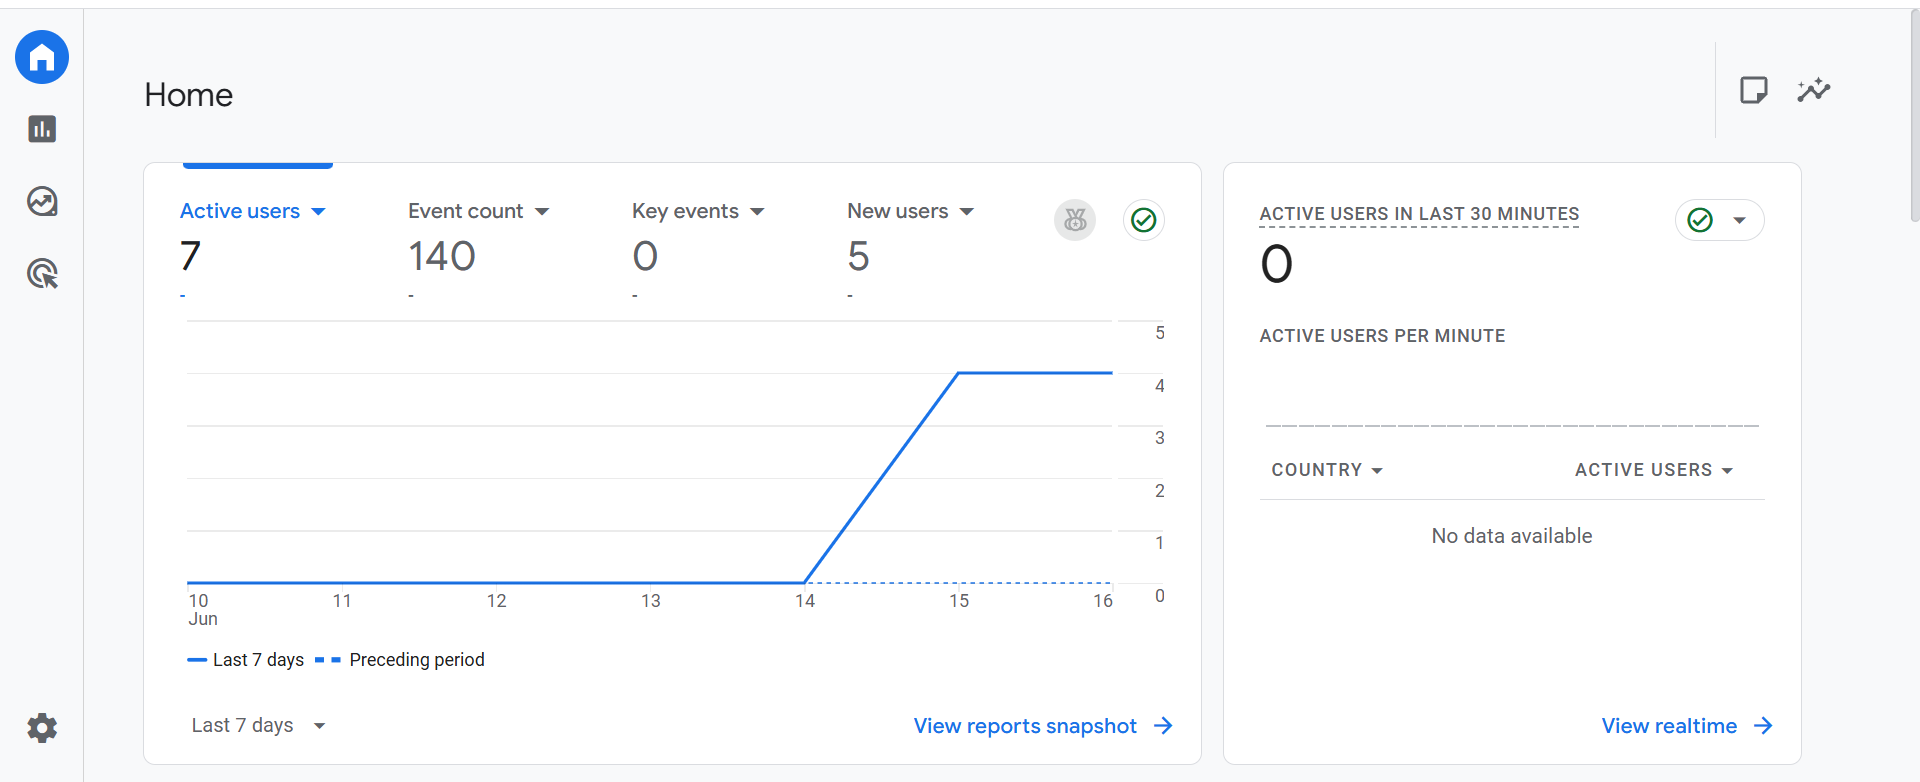 Home
Active users
Event count
Key events
New users
7
140
0
5
-
-
-
-
5
4
3
2
1
0
10
Jun
11
12
13
14
15
16
Last 7 days
Preceding period
Last 7 days
View reports snapshot
ACTIVE USERS IN LAST 30 MINUTES
0
ACTIVE USERS PER MINUTE
COUNTRY
ACTIVE USERS
No data available
View realtime